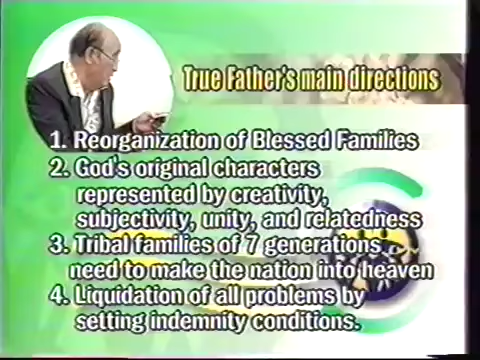 True Father's main directions
1. Reorganization of Blessed Families
2. God's original characters
represented by creativity,
subjectivity, unity, and relatedness
3. Tribal families of 7 generations
need to make the nation into heaven
4. Liquidation of all problems by
setting indemnity conditions.